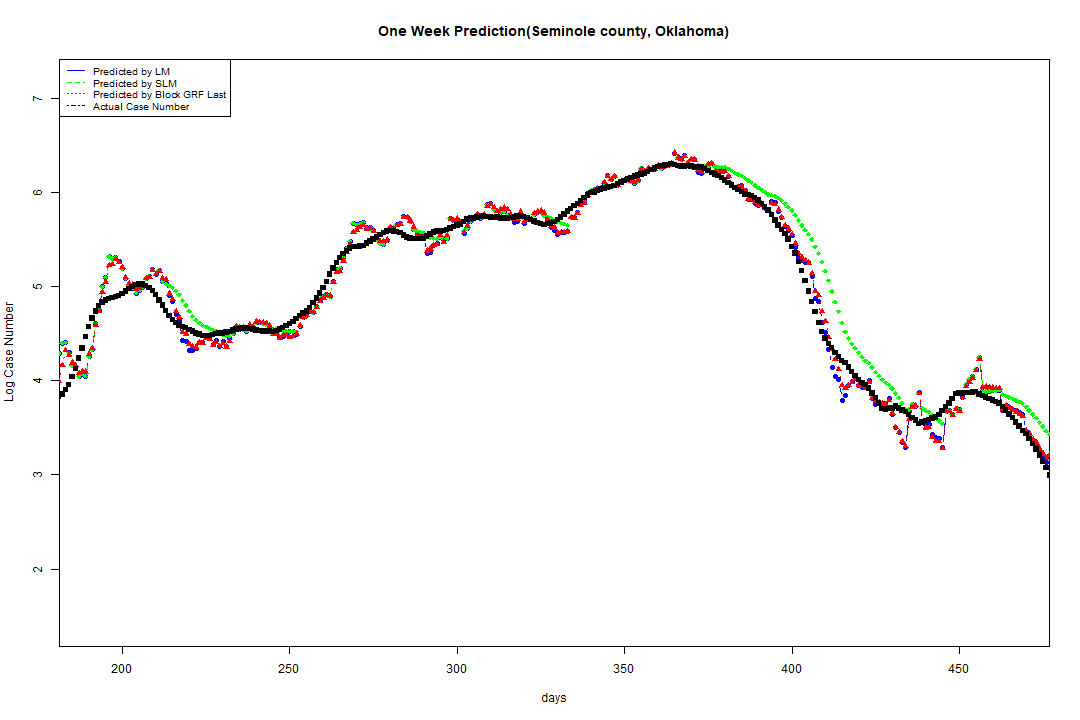 One Week Prediction(Seminole county, Oklahoma)
Predicted by LM
Predicted by SLM
Predicted by Block GRF Last
Actual Case Number
7
6
5
4
3
2
Log Case Number
200 250 300 350 400 450
days